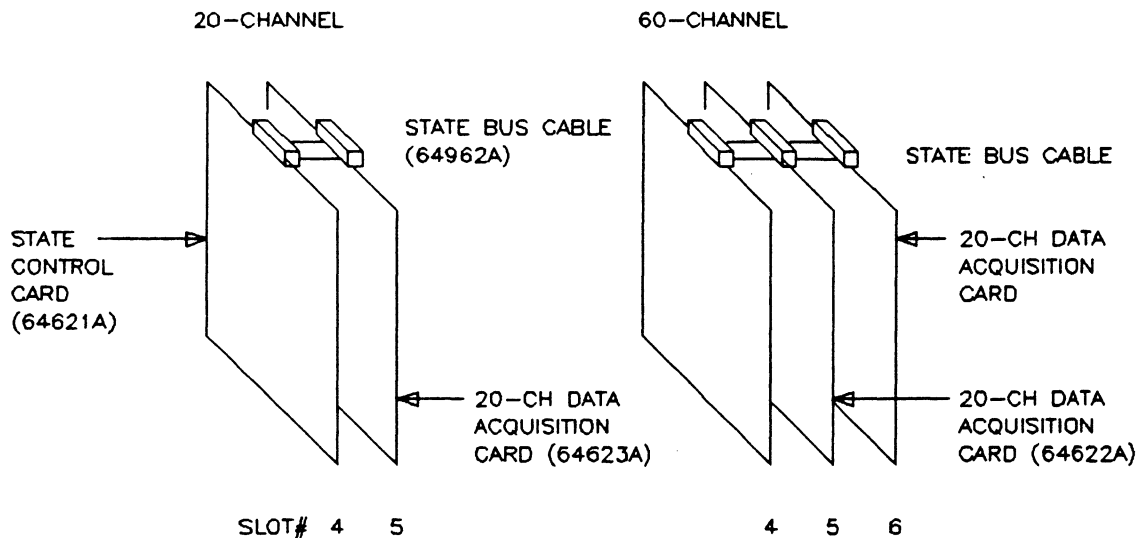 20-CHANNEL
60-CHANNEL
STATE BUS CABLE
(64962A)
STATE BUS CABLE
STATE
CONTROL
CARD
(64621A)
20-CH DATA
ACQUISITION
CARD
20-CH DATA
ACQUISITION
CARD (64623A)
20-CH DATA
ACQUISITION
CARD (64622A)
SLOT# 4 5
4 5 6